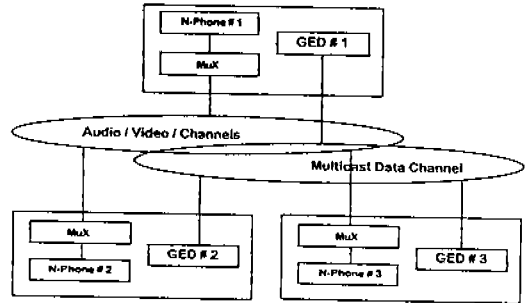 N-Phone # 1
GED # 1
MuX
Audio / Video / Channels
Multicast Data Channel
MuX
GED # 2
N-Phone # 2
MuX
GED # 3
N-Phone # 3